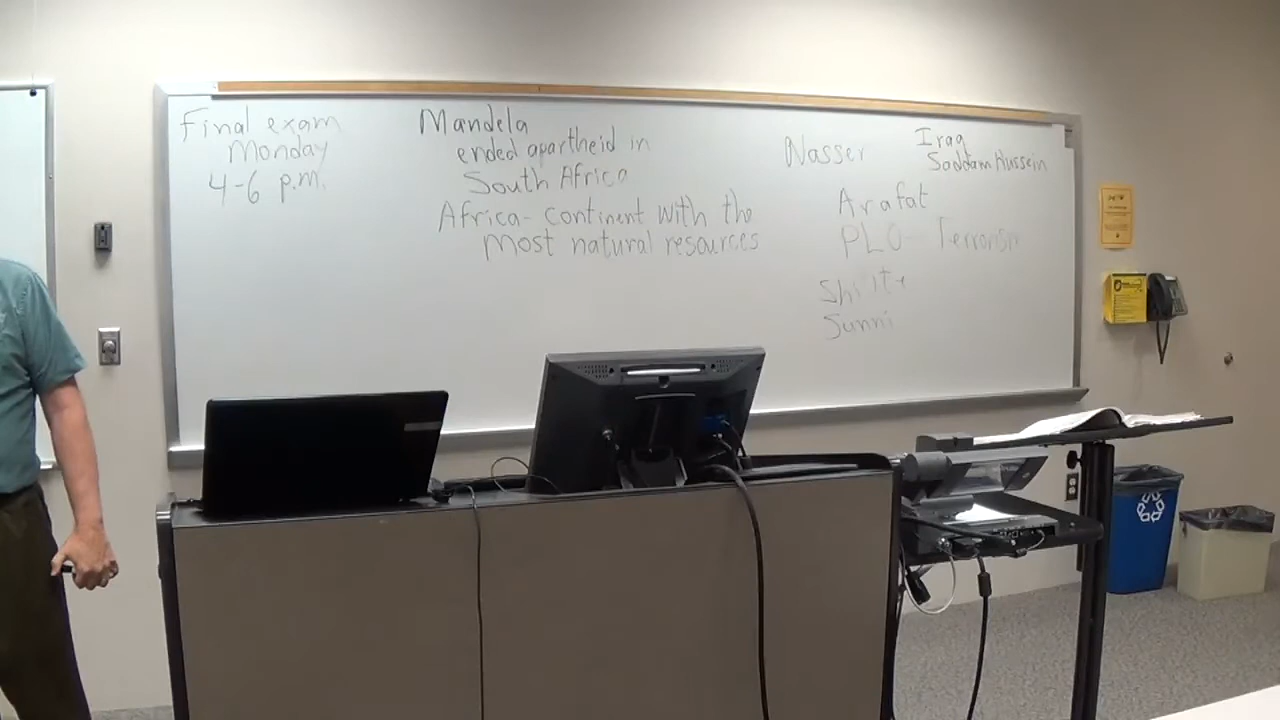 Final exam
Monday
4-6 p.m.
Mandela
ended apartheid in
South Africa
Africa- continent with the
most natural resources
Nasser
Iraq
Saddam Hussein
Arafat
PLO- Terrorism
Shiite
Sunni